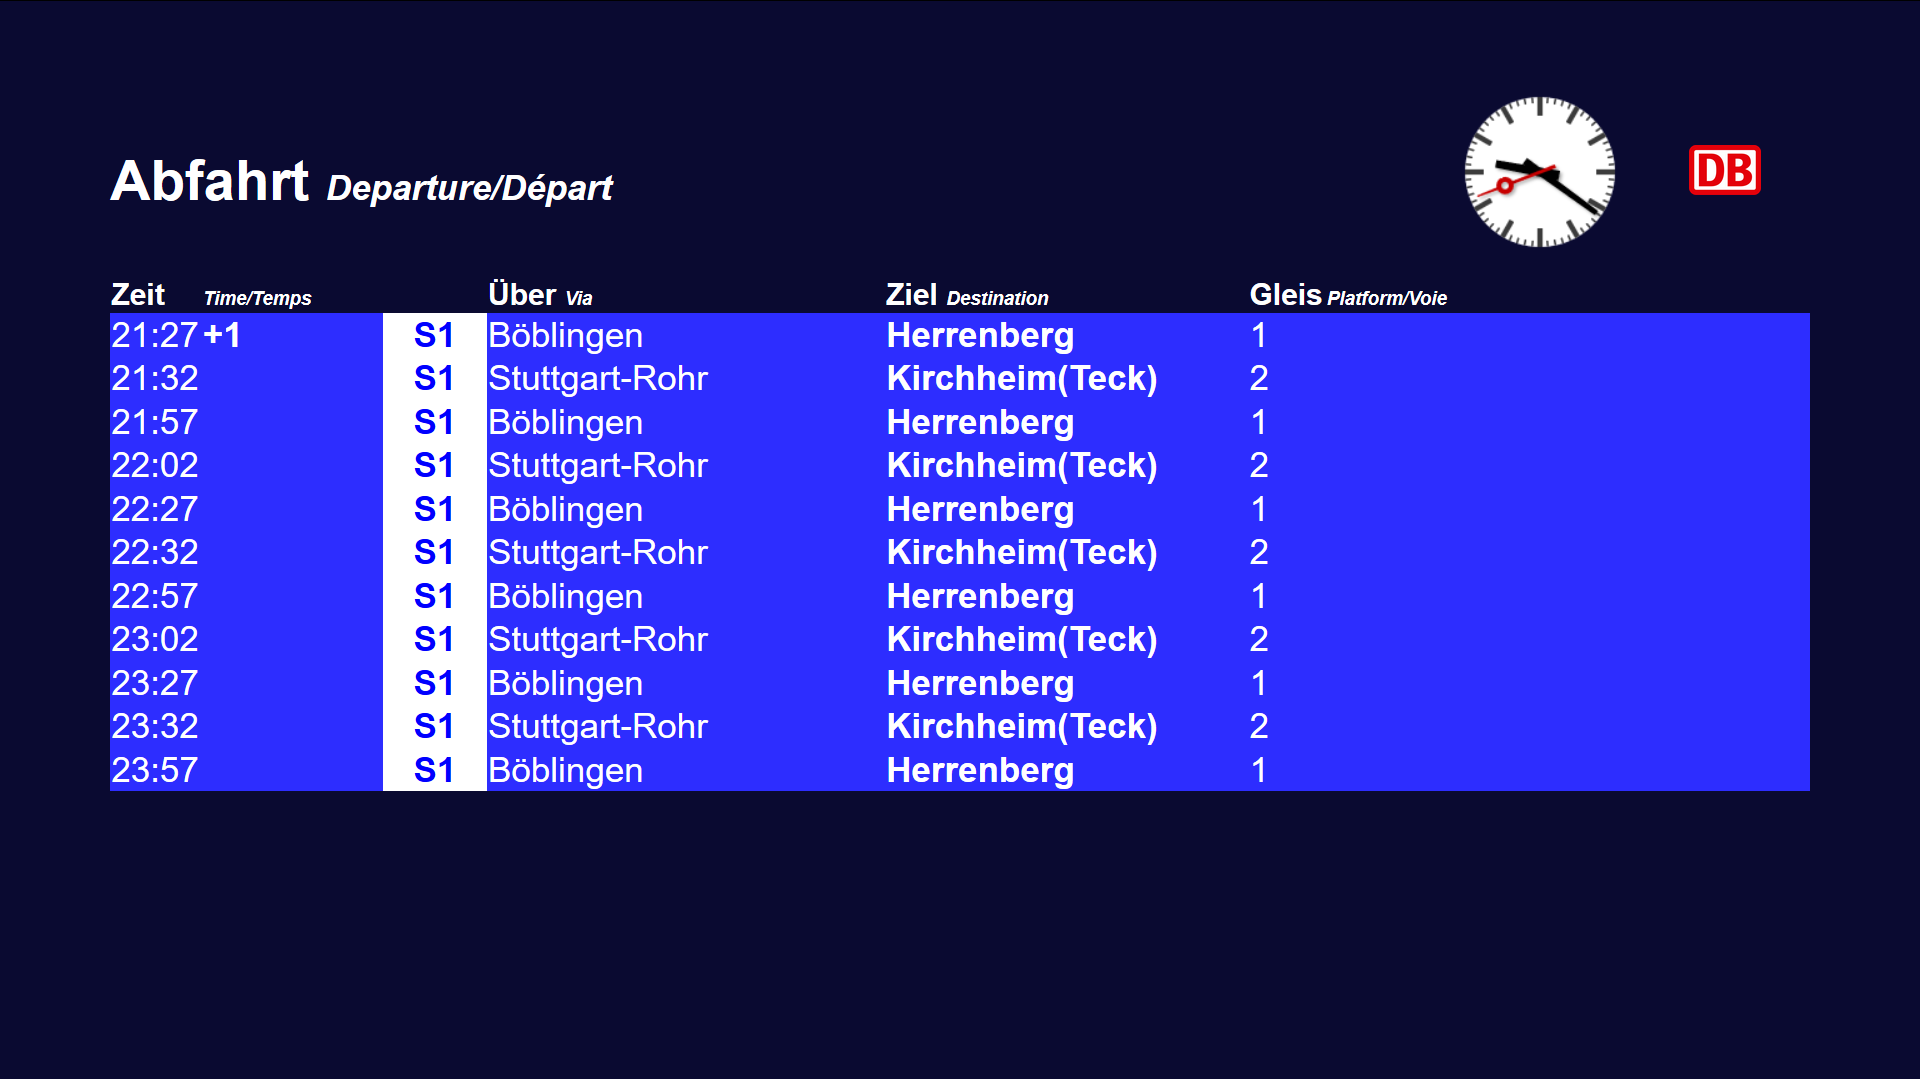 Abfahrt Departure/Départ
DB
Zeit Time/Temps Über Via Ziel Destination Gleis Platform/Voie
21:27 +1 S1 Böblingen Herrenberg 1
21:32 S1 Stuttgart-Rohr Kirchheim(Teck) 2
21:57 S1 Böblingen Herrenberg 1
22:02 S1 Stuttgart-Rohr Kirchheim(Teck) 2
22:27 S1 Böblingen Herrenberg 1
22:32 S1 Stuttgart-Rohr Kirchheim(Teck) 2
22:57 S1 Böblingen Herrenberg 1
23:02 S1 Stuttgart-Rohr Kirchheim(Teck) 2
23:27 S1 Böblingen Herrenberg 1
23:32 S1 Stuttgart-Rohr Kirchheim(Teck) 2
23:57 S1 Böblingen Herrenberg 1